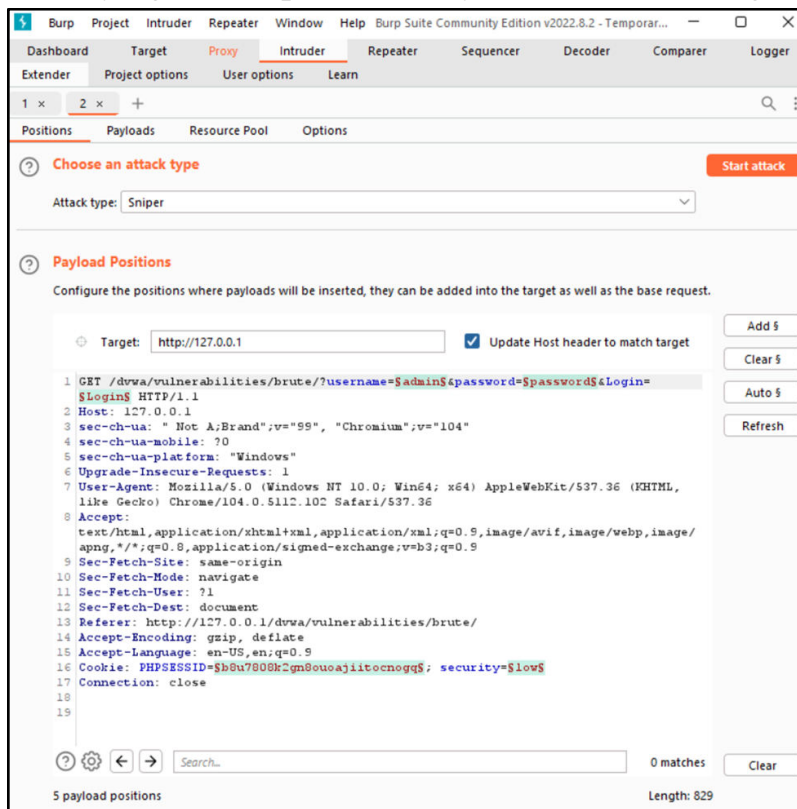 Burp Project Intruder Repeater Window Help Burp Suite Community Edition v2022.8.2 - Temporar...
Dashboard Target Proxy Intruder Repeater Sequencer Decoder Comparer Logger
Extender Project options User options Learn
1 × 2 × +
Positions Payloads Resource Pool Options
? Choose an attack type Start attack
Attack type: Sniper
? Payload Positions
Configure the positions where payloads will be inserted, they can be added into the target as well as the base request.
Add §
Target: http://127.0.0.1 Update Host header to match target
Clear §
1 GET /dvwa/vulnerabilities/brute/?username=§admin§&password=§password§&Login=
§Login§ HTTP/1.1
Auto §
2 Host: 127.0.0.1
3 sec-ch-ua: " Not A;Brand";v="99", "Chromium";v="104"
Refresh
4 sec-ch-ua-mobile: ?0
5 sec-ch-ua-platform: "Windows"
6 Upgrade-Insecure-Requests: 1
7 User-Agent: Mozilla/5.0 (Windows NT 10.0; Win64; x64) AppleWebKit/537.36 (KHTML,
like Gecko) Chrome/104.0.5112.102 Safari/537.36
8 Accept:
text/html,application/xhtml+xml,application/xml;q=0.9,image/avif,image/webp,image/
apng,*/*;q=0.8,application/signed-exchange;v=b3;q=0.9
9 Sec-Fetch-Site: same-origin
10 Sec-Fetch-Mode: navigate
11 Sec-Fetch-User: ?1
12 Sec-Fetch-Dest: document
13 Referer: http://127.0.0.1/dvwa/vulnerabilities/brute/
14 Accept-Encoding: gzip, deflate
15 Accept-Language: en-US,en;q=0.9
16 Cookie: PHPSESSID=§b8u7808k2gn8ouoajiitocnogq§; security=§low§
17 Connection: close
18
19
? Search... 0 matches Clear
5 payload positions Length: 829